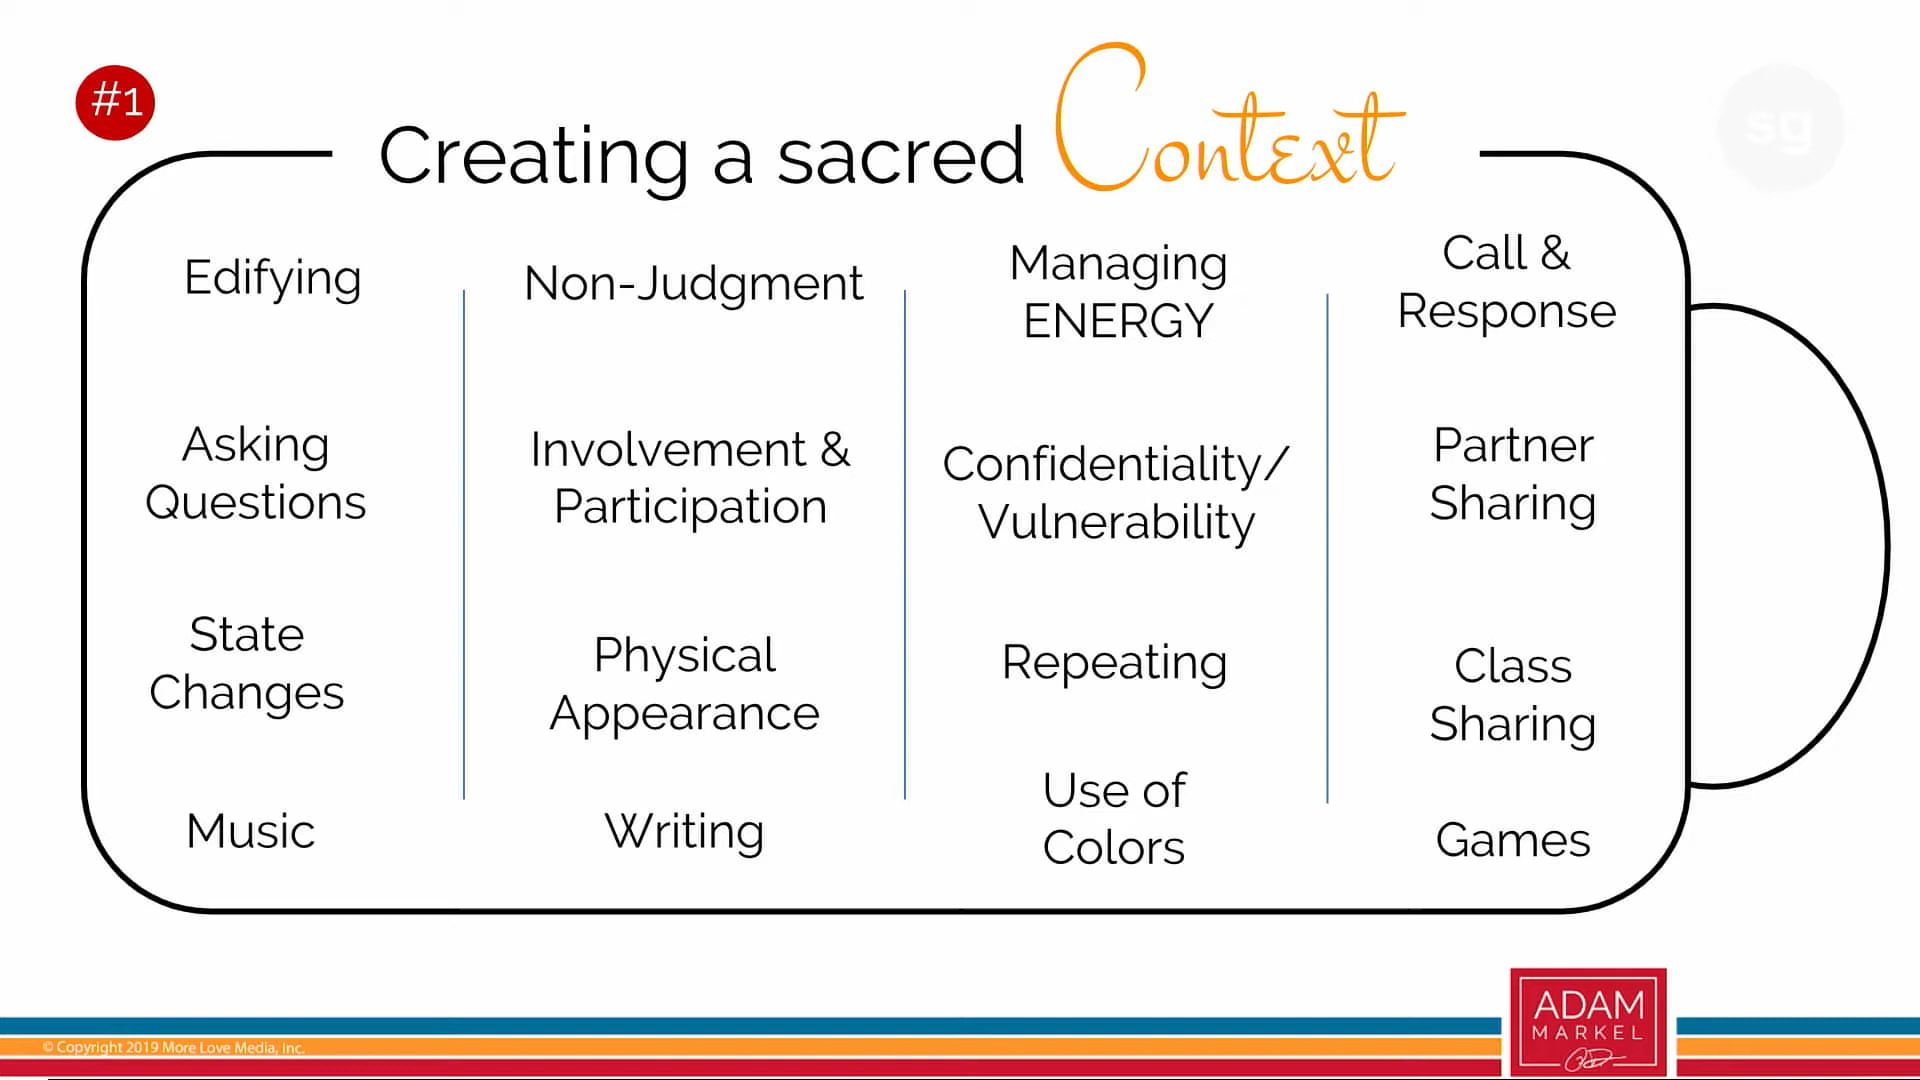 #1
Creating a sacred Context
sg
Edifying
Non-Judgment
Managing
ENERGY
Call &
Response
Asking
Questions
Involvement &
Participation
Confidentiality/
Vulnerability
Partner
Sharing
State
Changes
Physical
Appearance
Repeating
Class
Sharing
Music
Writing
Use of
Colors
Games
© Copyright 2019 More Love Media, Inc.
ADAM
MARKEL